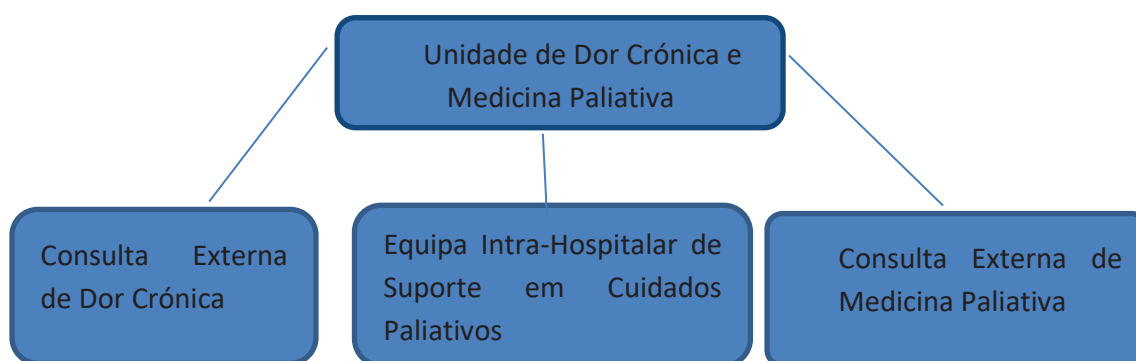 Unidade de Dor Crónica e
Medicina Paliativa
Consulta Externa
de Dor Crónica
Equipa Intra-Hospitalar de
Suporte em Cuidados
Paliativos
Consulta Externa de
Medicina Paliativa